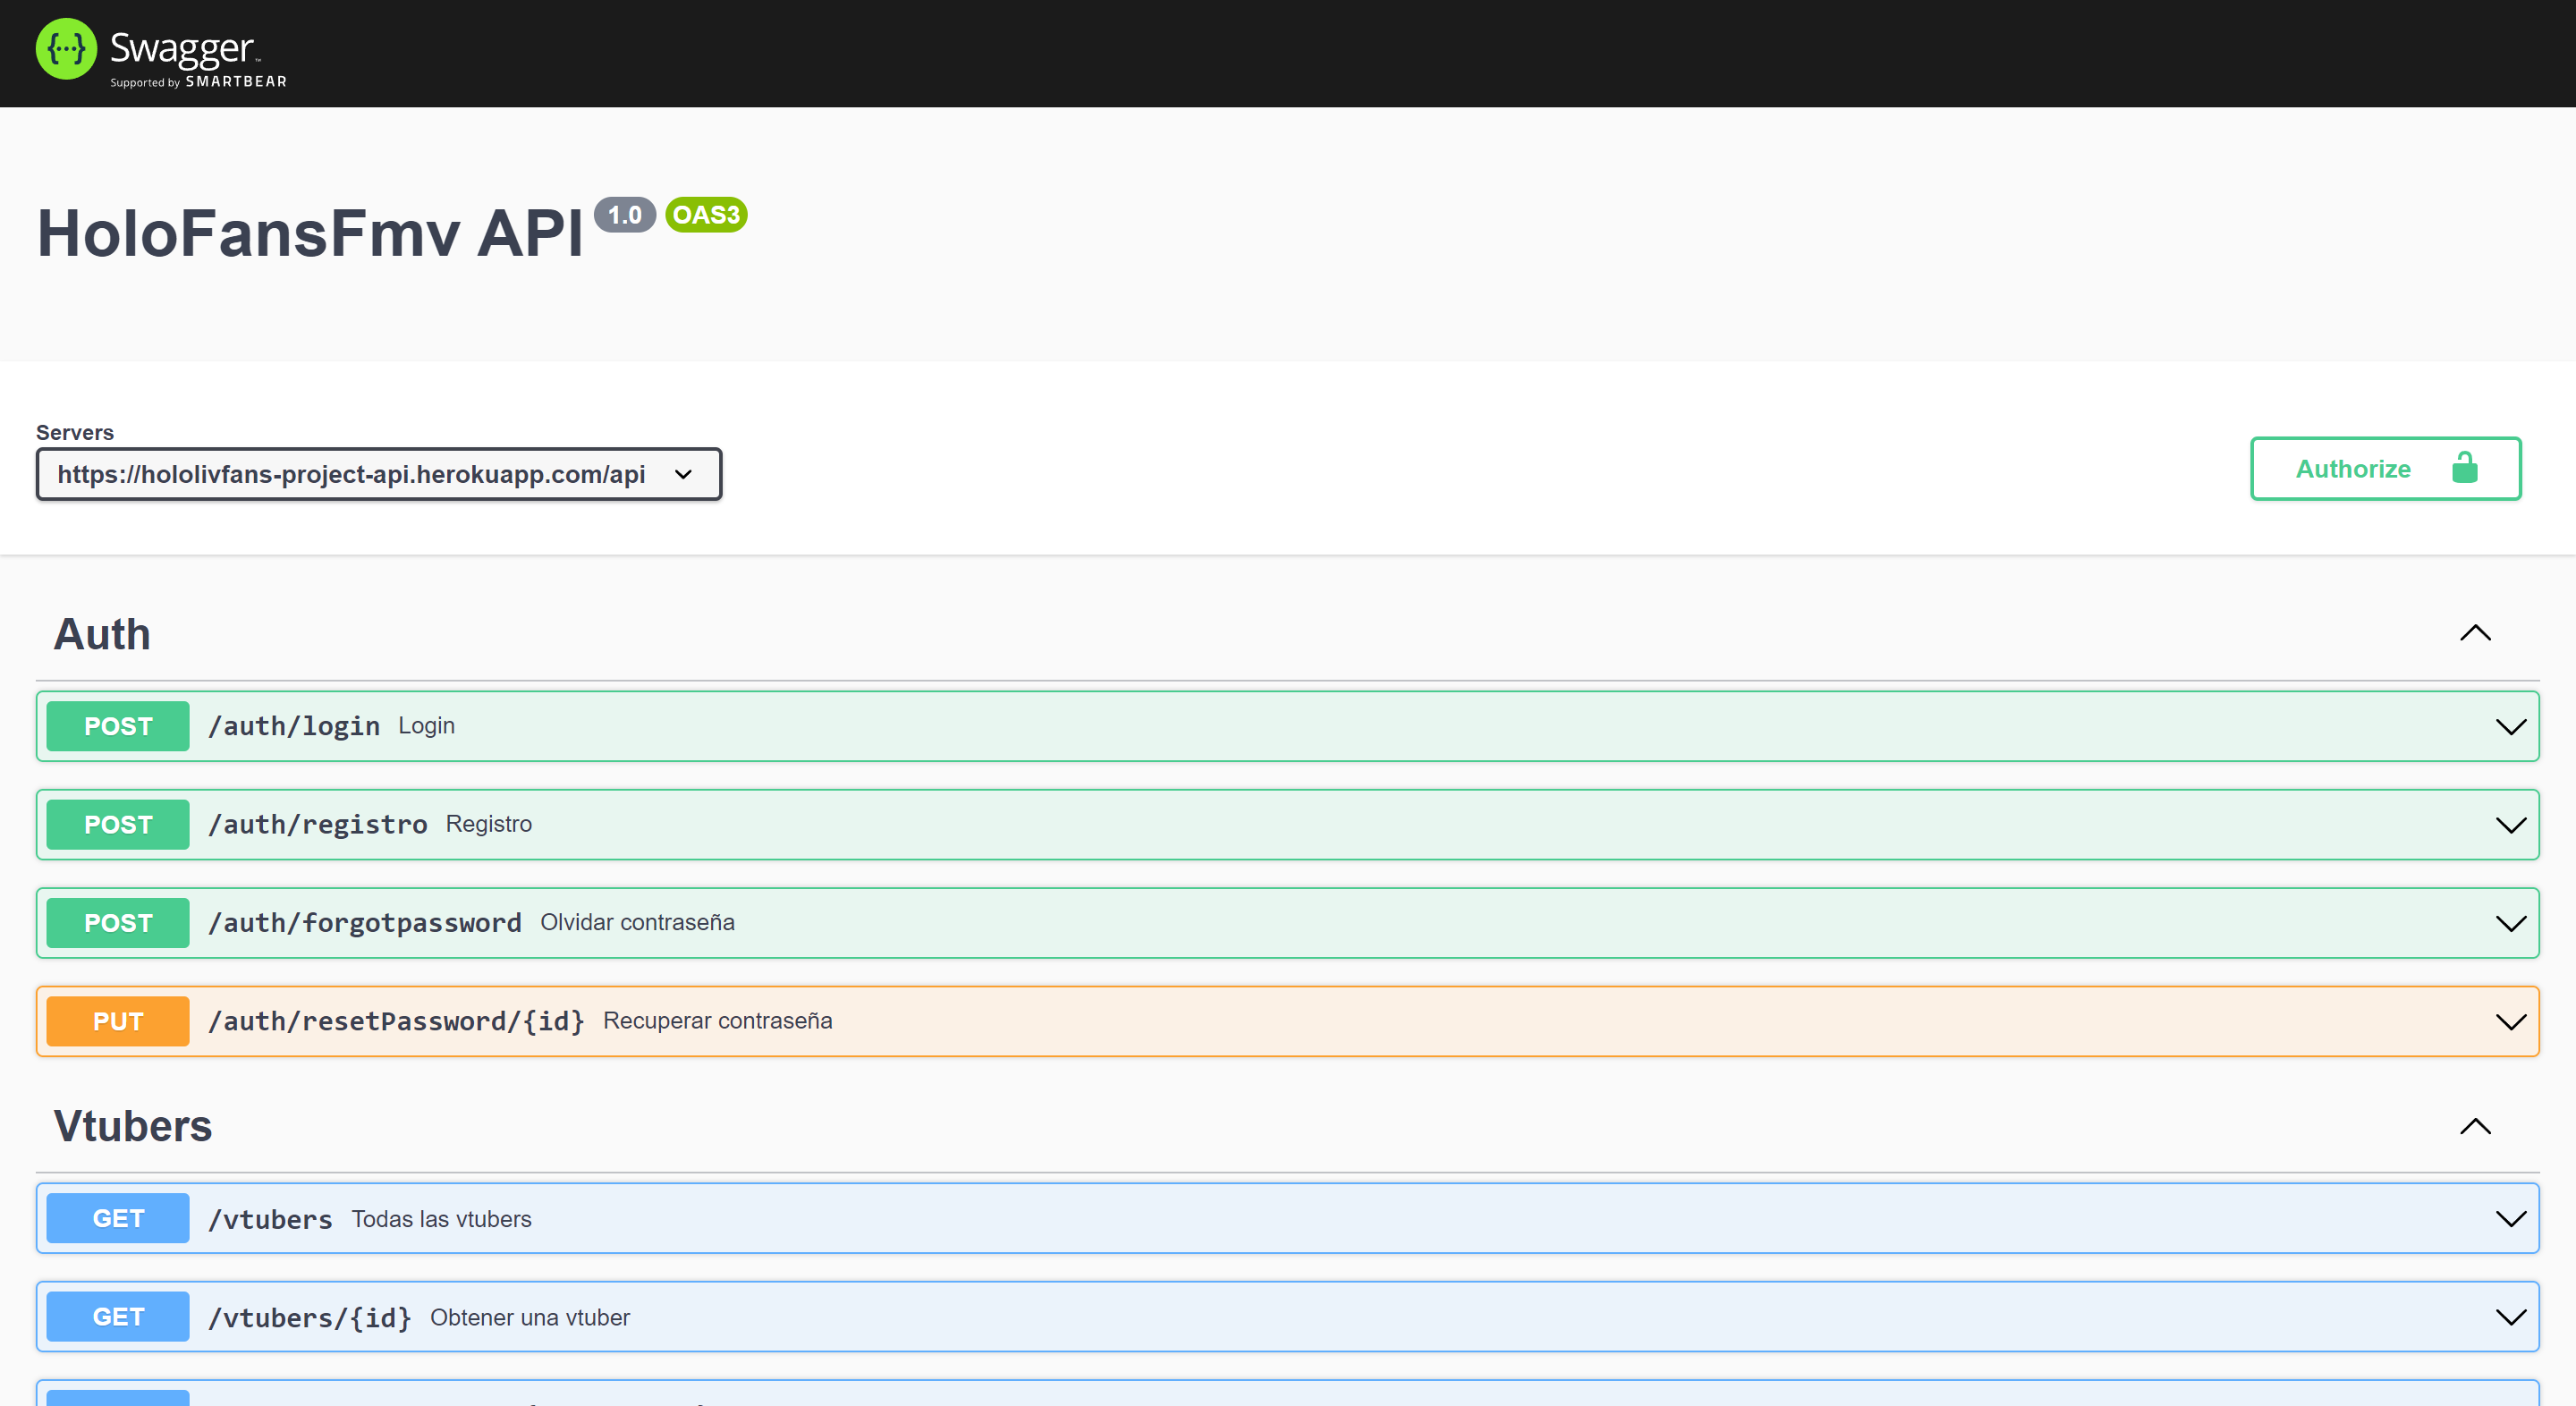 Swagger™
Supported by SMARTBEAR
HoloFansFmv API 1.0 OAS3
Servers
https://hololivfans-project-api.herokuapp.com/api
Authorize
Auth
POST /auth/login Login
POST /auth/registro Registro
POST /auth/forgotpassword Olvidar contraseña
PUT /auth/resetPassword/{id} Recuperar contraseña
Vtubers
GET /vtubers Todas las vtubers
GET /vtubers/{id} Obtener una vtuber